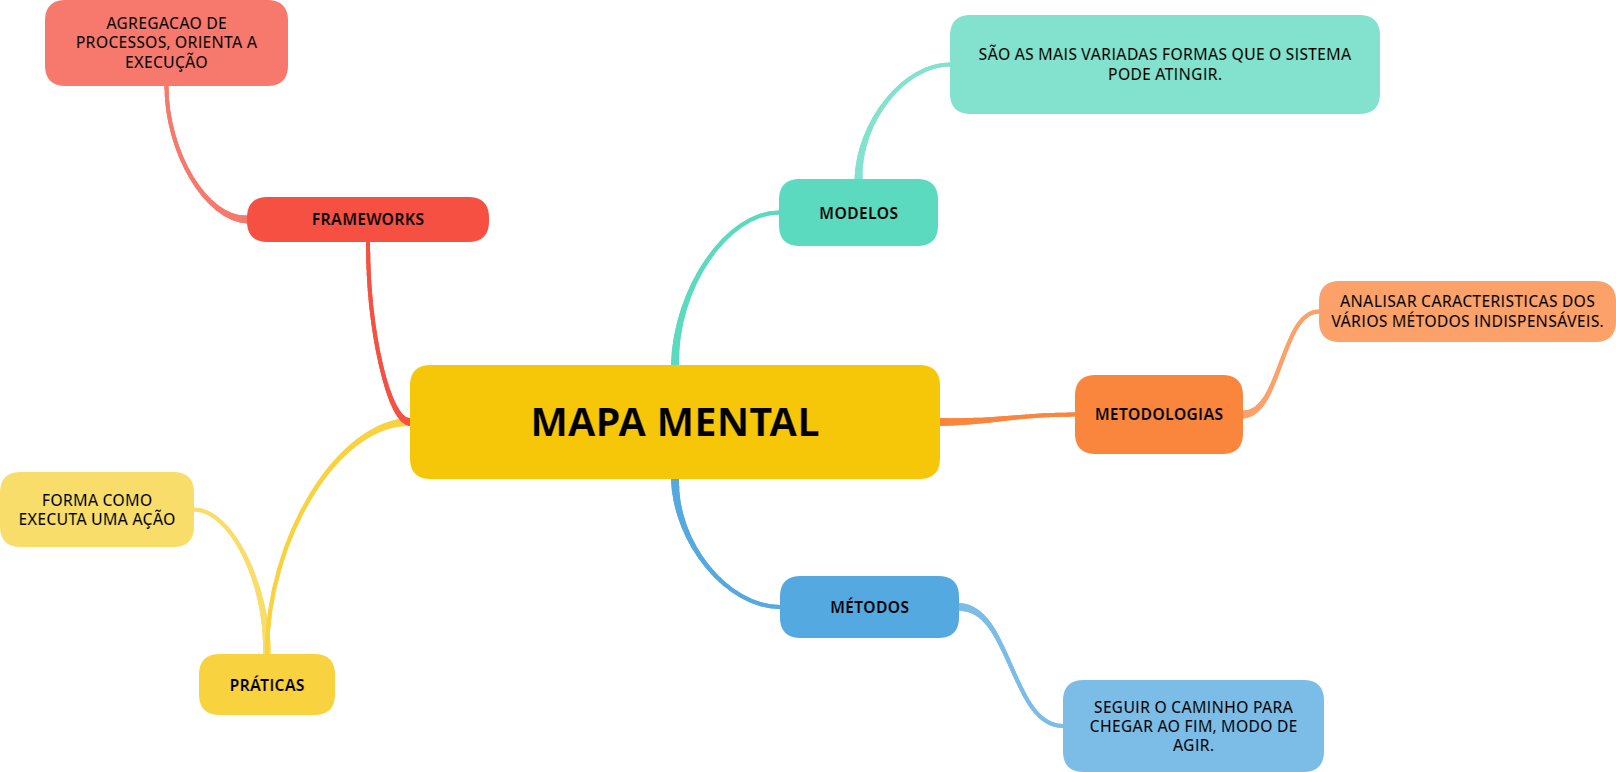 AGREGACAO DE
PROCESSOS, ORIENTA A
EXECUÇÃO
SÃO AS MAIS VARIADAS FORMAS QUE O SISTEMA
PODE ATINGIR.
FRAMEWORKS
MODELOS
ANALISAR CARACTERISTICAS DOS
VÁRIOS MÉTODOS INDISPENSÁVEIS.
MAPA MENTAL
METODOLOGIAS
FORMA COMO
EXECUTA UMA AÇÃO
MÉTODOS
PRÁTICAS
SEGUIR O CAMINHO PARA
CHEGAR AO FIM, MODO DE
AGIR.